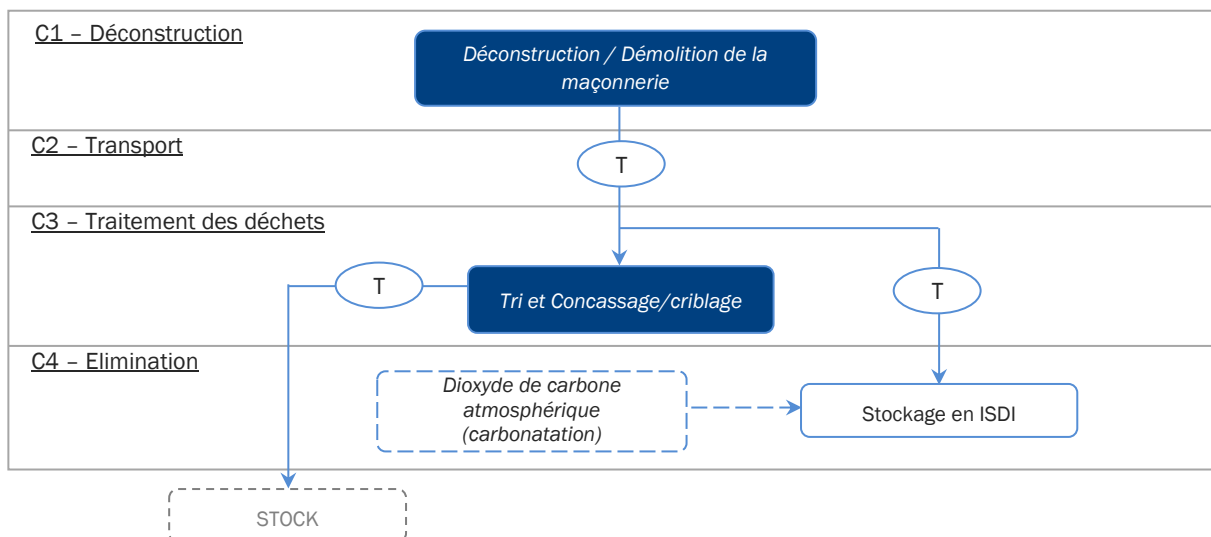 C1 – Déconstruction
Déconstruction / Démolition de la
maçonnerie
C2 – Transport
T
C3 – Traitement des déchets
T
Tri et Concassage/criblage
T
C4 – Elimination
Dioxyde de carbone
atmosphérique
(carbonatation)
Stockage en ISDI
STOCK